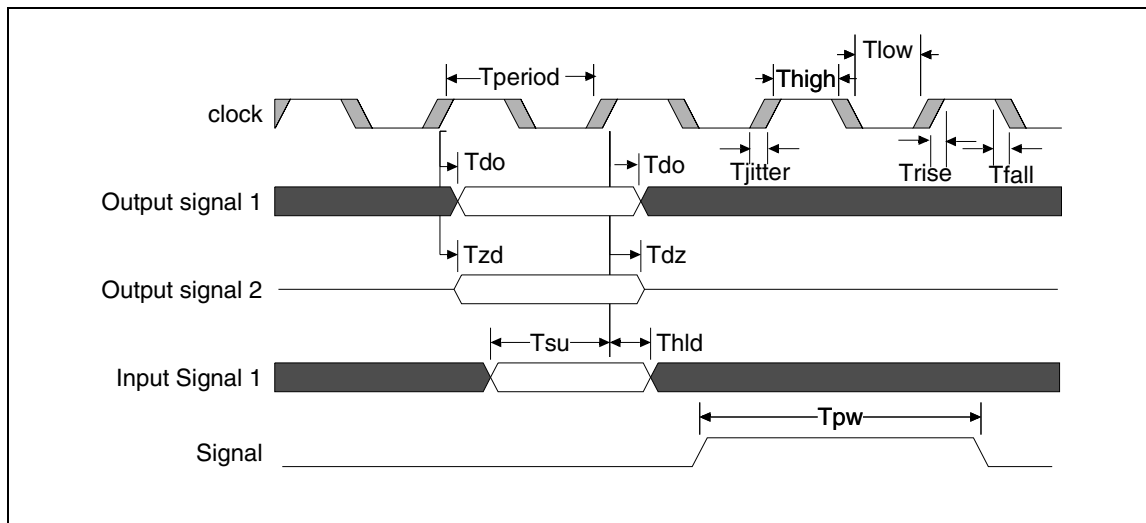 Tlow
Tperiod
Thigh
clock
Tdo
Tdo
Tjitter
Trise
Tfall
Output signal 1
Tzd
Tdz
Output signal 2
Tsu
Thld
Input Signal 1
Tpw
Signal